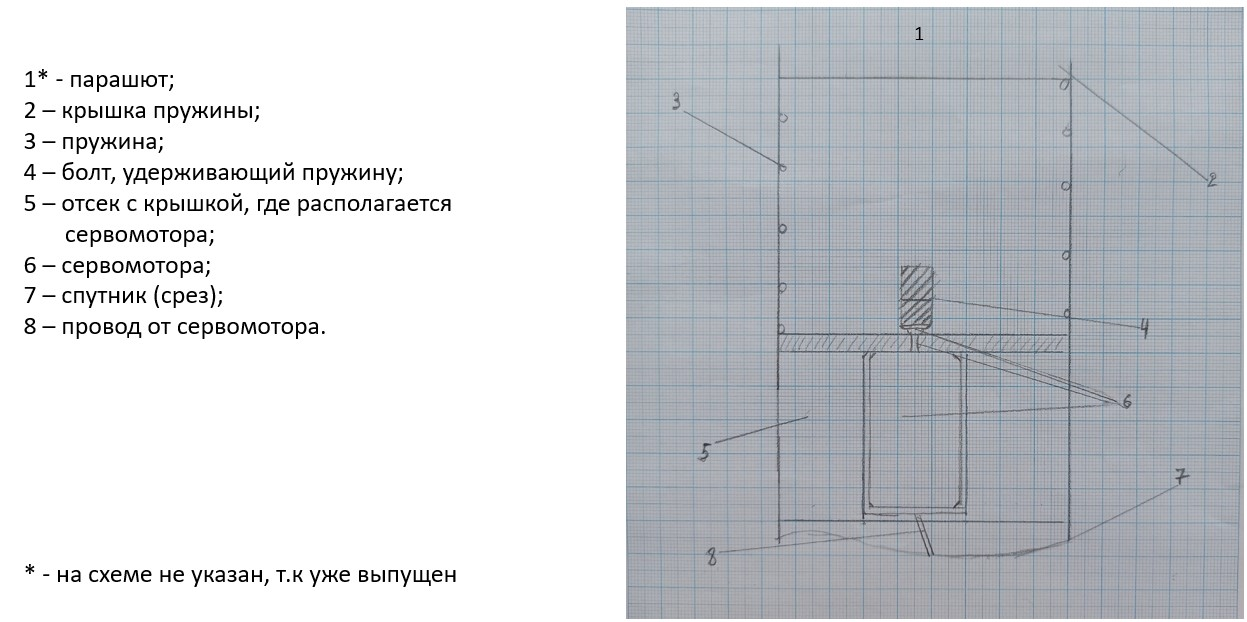 1* - парашют;
2 – крышка пружины;
3 – пружина;
4 – болт, удерживающий пружину;
5 – отсек с крышкой, где располагается
сервомотора;
6 – сервомотора;
7 – спутник (срез);
8 – провод от сервомотора.
* - на схеме не указан, т.к уже выпущен
1
3
2
4
6
5
7
8